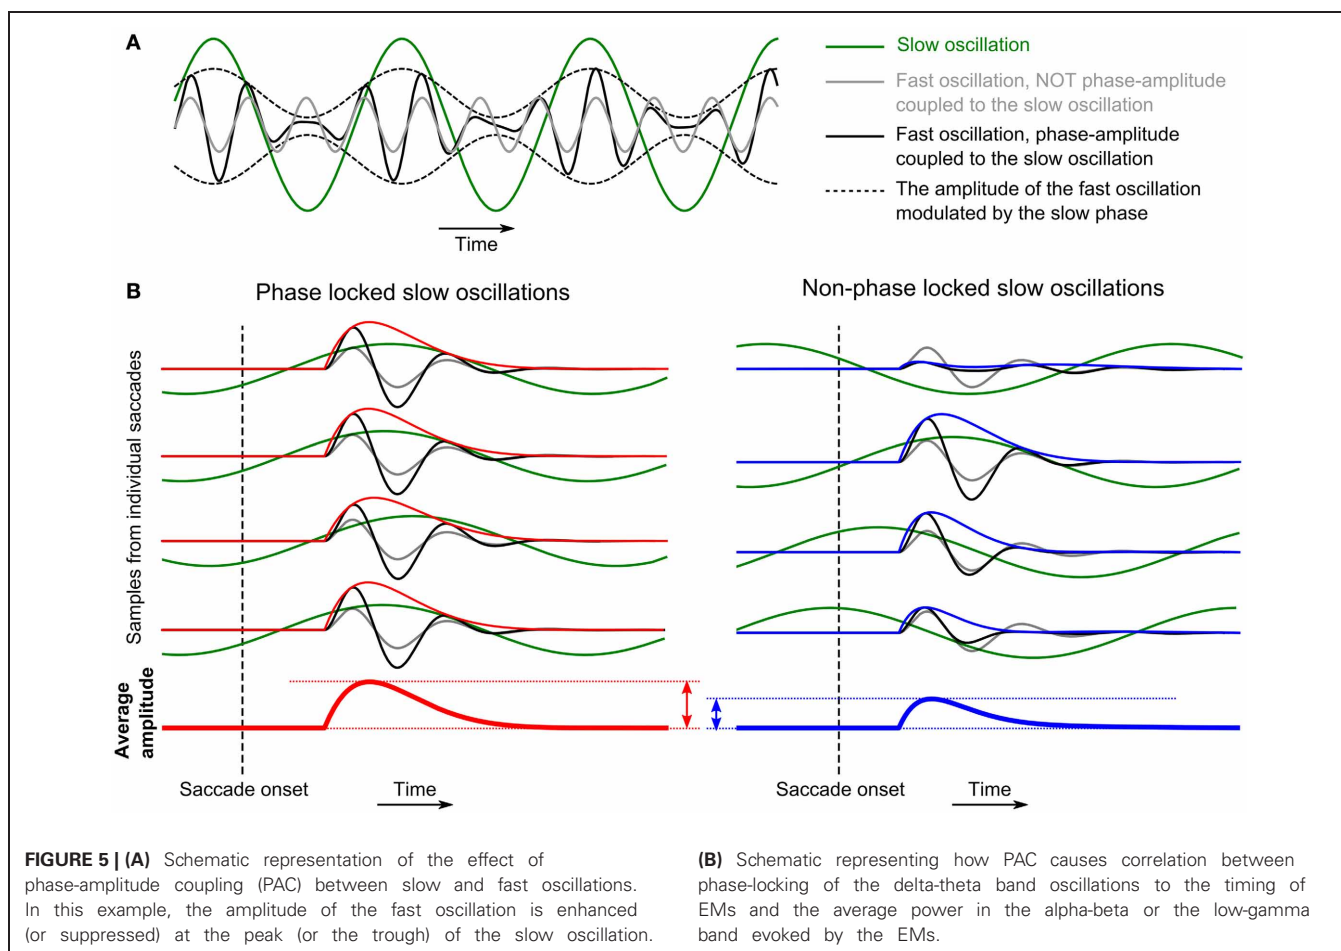 A
Slow oscillation
Fast oscillation, NOT phase-amplitude
coupled to the slow oscillation
Fast oscillation, phase-amplitude
coupled to the slow oscillation
The amplitude of the fast oscillation
modulated by the slow phase
Time
B
Phase locked slow oscillations
Non-phase locked slow oscillations
Samples from individual saccades
Average
amplitude
Saccade onset
Time
Saccade onset
Time
FIGURE 5 | (A) Schematic representation of the effect of
phase-amplitude coupling (PAC) between slow and fast oscillations.
In this example, the amplitude of the fast oscillation is enhanced
(or suppressed) at the peak (or the trough) of the slow oscillation.
(B) Schematic representing how PAC causes correlation between
phase-locking of the delta-theta band oscillations to the timing of
EMs and the average power in the alpha-beta or the low-gamma
band evoked by the EMs.